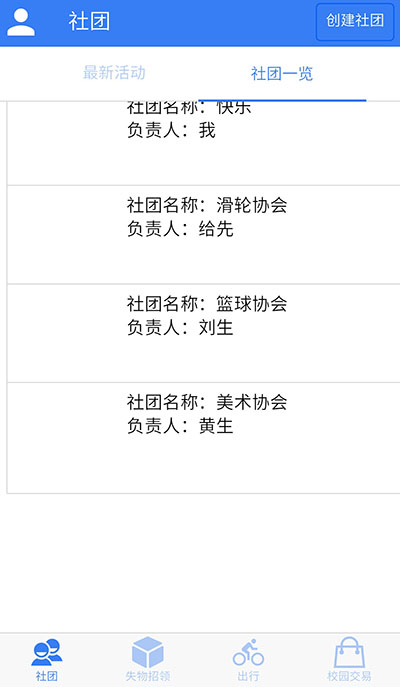 社团
创建社团
最新活动
社团一览
社团名称：快乐
负责人：我
社团名称：滑轮协会
负责人：给先
社团名称：篮球协会
负责人：刘生
社团名称：美术协会
负责人：黄生
社团
失物招领
出行
校园交易